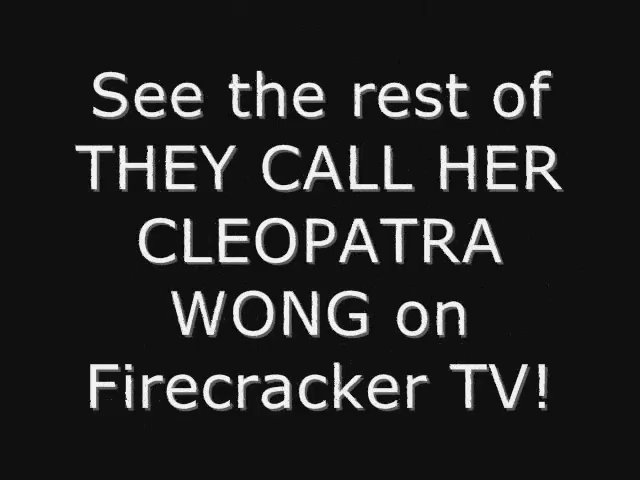 See the rest of
THEY CALL HER
CLEOPATRA
WONG on
Firecracker TV!